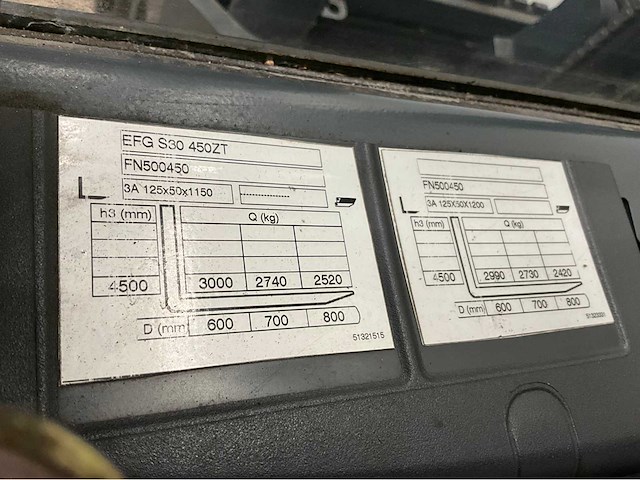 EFG S30 450ZT
FN500450
3A 125x50x1150
h3 (mm) Q (kg)
4500 3000 2740 2520
D (mm) 600 700 800
51321515
FN500450
3A 125X50X1200
h3 (mm) Q (kg)
4500 2990 2730 2420
D (mm) 600 700 800